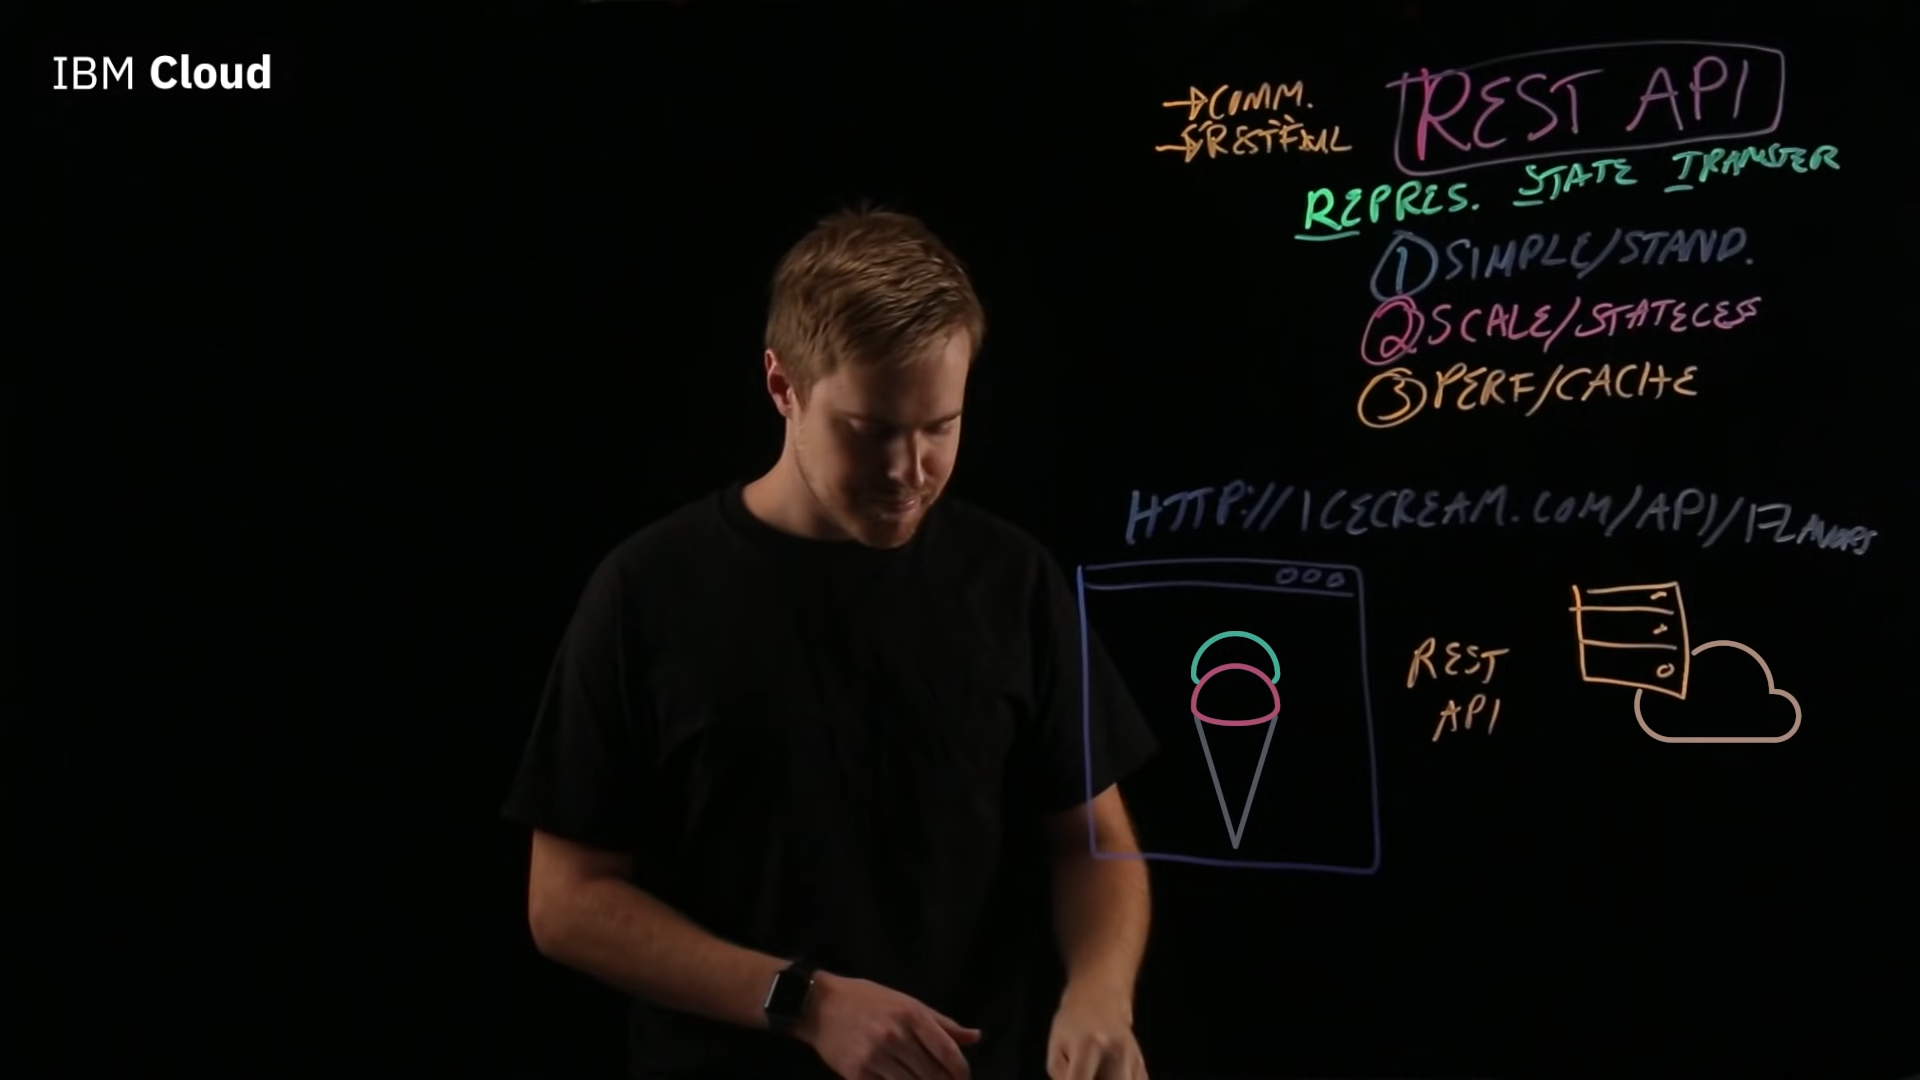 IBM Cloud
REST API
→COMM.
→RESTFUL
REPRES. STATE TRANSFER
1 SIMPLE/STAND.
2 SCALE/STATELESS
3 PERF/CACHE
HTTP://ICECREAM.COM/API/FLAVORS
REST
API